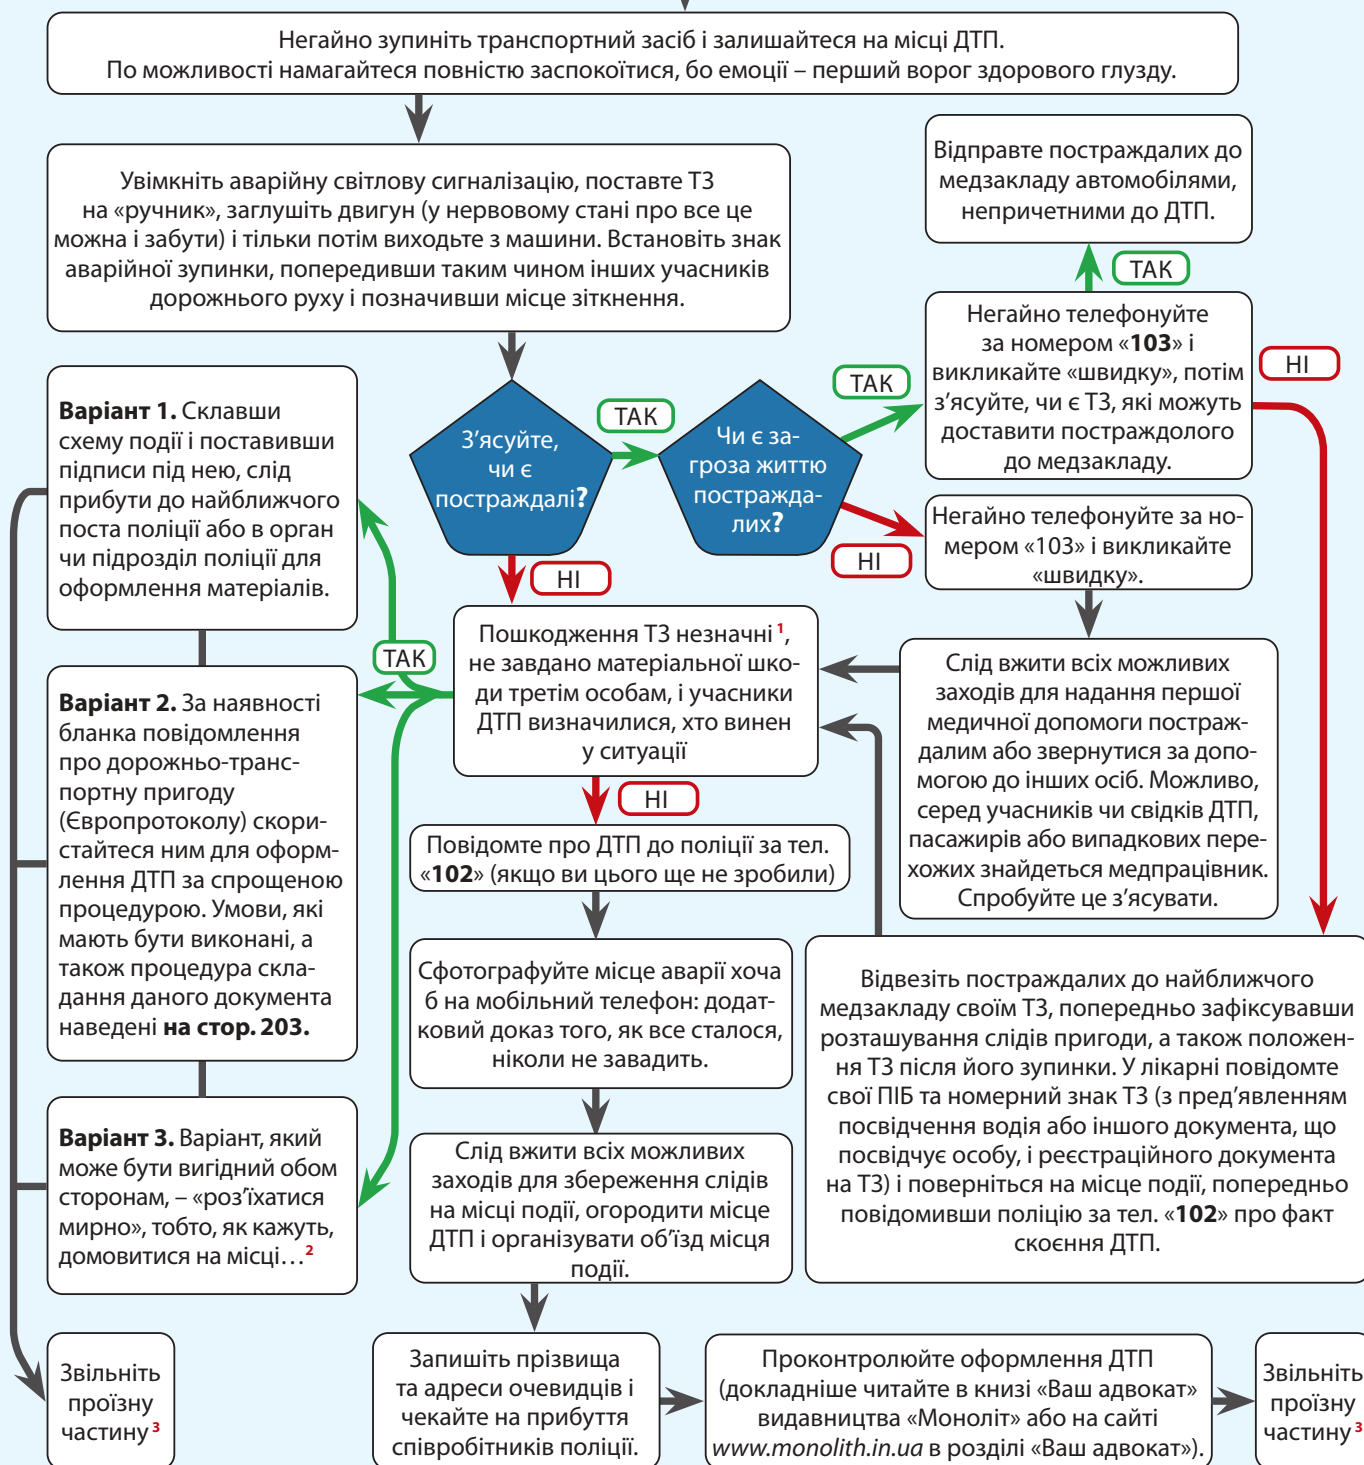 Негайно зупиніть транспортний засіб і залишайтеся на місці ДТП.
По можливості намагайтеся повністю заспокоїтися, бо емоції – перший ворог здорового глузду.
Увімкніть аварійну світлову сигналізацію, поставте ТЗ
на «ручник», заглушіть двигун (у нервовому стані про все це
можна і забути) і тільки потім виходьте з машини. Встановіть знак
аварійної зупинки, попередивши таким чином інших учасників
дорожнього руху і позначивши місце зіткнення.
Відправте постраждалих до
медзакладу автомобілями,
непричетними до ДТП.
ТАК
Негайно телефонуйте
за номером «103» і
викликайте «швидку», потім
з’ясуйте, чи є ТЗ, які можуть
доставити постраждолого
до медзакладу.
НІ
З’ясуйте,
чи є
постраждалі?
ТАК
Чи є за-
гроза життю
постражда-
лих?
ТАК
НІ
НІ
Негайно телефонуйте за но-
мером «103» і викликайте
«швидку».
Варіант 1. Склавши
схему події і поставивши
підписи під нею, слід
прибути до найближчого
поста поліції або в орган
чи підрозділ поліції для
оформлення матеріалів.
ТАК
Пошкодження ТЗ незначні 1,
не завдано матеріальної шко-
ди третім особам, і учасники
ДТП визначилися, хто винен
у ситуації
Слід вжити всіх можливих
заходів для надання першої
медичної допомоги постраж-
далим або звернутися за допо-
могою до інших осіб. Можливо,
серед учасників чи свідків ДТП,
пасажирів або випадкових пере-
хожих знайдеться медпрацівник.
Спробуйте це з’ясувати.
Варіант 2. За наявності
бланка повідомлення
про дорожньо-транс-
портну пригоду
(Європротоколу) скори-
стайтеся ним для оформ-
лення ДТП за спрощеною
процедурою. Умови, які
мають бути виконані, а
також процедура скла-
дання даного документа
наведені на стор. 203.
НІ
Повідомте про ДТП до поліції за тел.
«102» (якщо ви цього ще не зробили)
Сфотографуйте місце аварії хоча
б на мобільний телефон: додат-
ковий доказ того, як все сталося,
ніколи не завадить.
Відвезіть постраждалих до найближчого
медзакладу своїм ТЗ, попередньо зафіксувавши
розташування слідів пригоди, а також положен-
ня ТЗ після його зупинки. У лікарні повідомте
свої ПІБ та номерний знак ТЗ (з пред’явленням
посвідчення водія або іншого документа, що
посвідчує особу, і реєстраційного документа
на ТЗ) і поверніться на місце події, попередньо
повідомивши поліцію за тел. «102» про факт
скоєння ДТП.
Варіант 3. Варіант, який
може бути вигідний обом
сторонам, – «роз’їхатися
мирно», тобто, як кажуть,
домовитися на місці…2
Слід вжити всіх можливих
заходів для збереження слідів
на місці події, огородити місце
ДТП і організувати об’їзд місця
події.
Звільніть
проїзну
частину 3
Запишіть прізвища
та адреси очевидців і
чекайте на прибуття
співробітників поліції.
Проконтролюйте оформлення ДТП
(докладніше читайте в книзі «Ваш адвокат»
видавництва «Моноліт» або на сайті
www.monolith.in.ua в розділі «Ваш адвокат»).
Звільніть
проїзну
частину 3